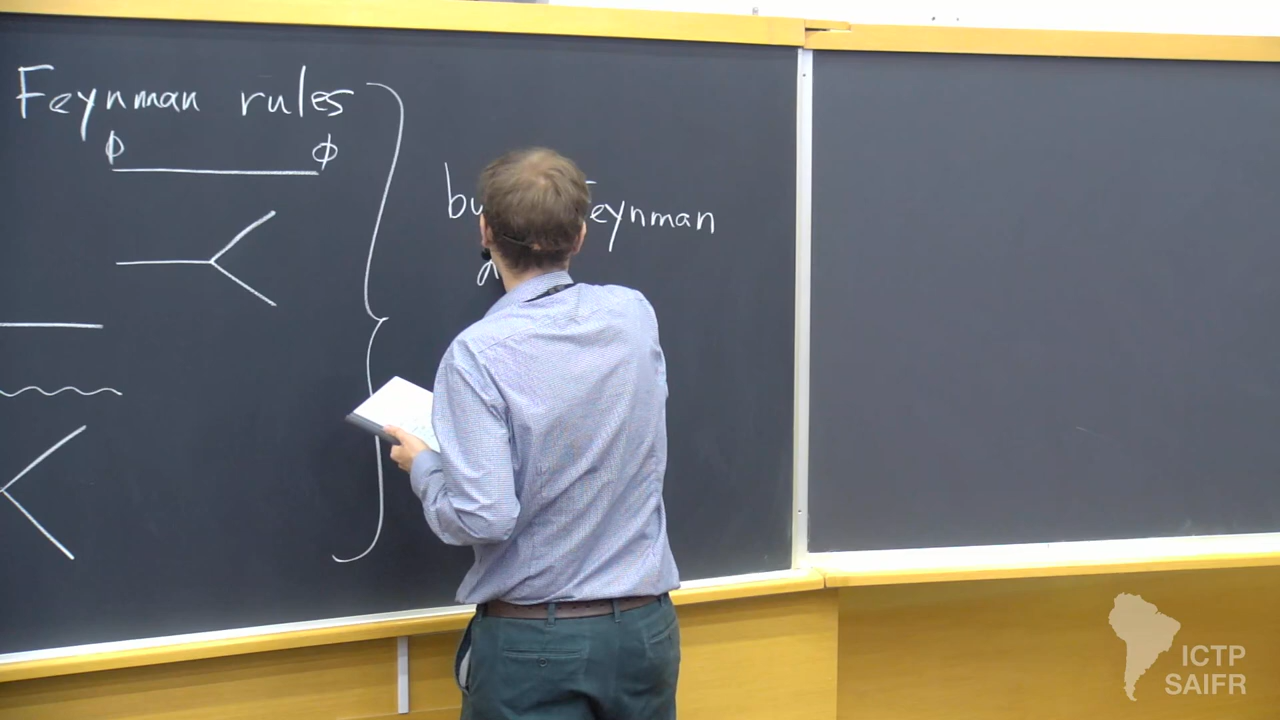 Feynman rules
ϕ ϕ
eynman
ICTP
SAIFR